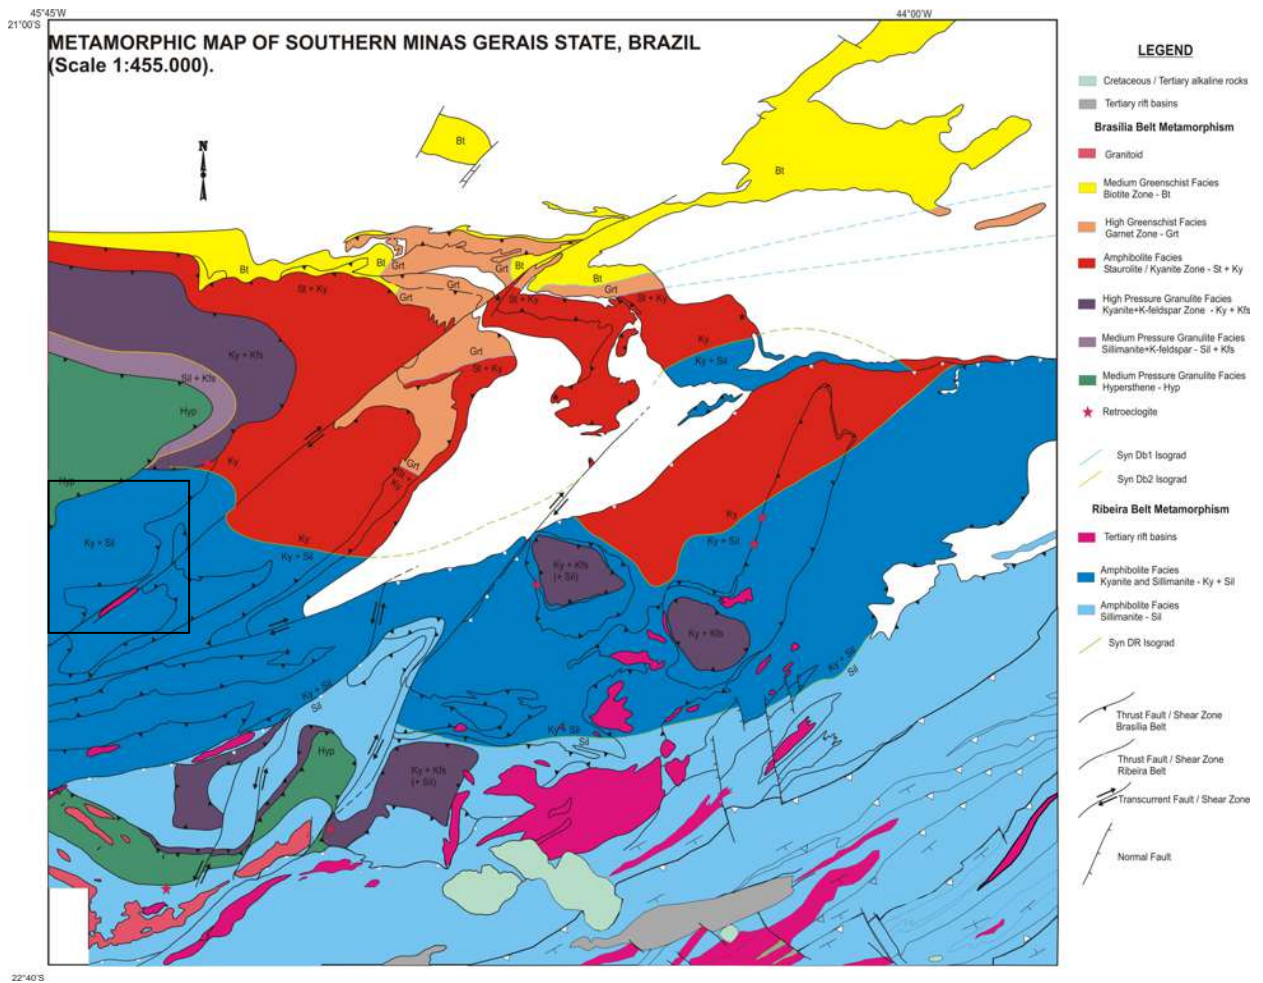 45°45'W
44°00'W
21°00'S
METAMORPHIC MAP OF SOUTHERN MINAS GERAIS STATE, BRAZIL
(Scale 1:455.000).
N
Bt
Bt
Bt
Bt
Grt
Grt
Bt
Grt
Grt
Grt
St + Ky
St + Ky
St + Ky
Ky
Ky + Sil
Ky + Kfs
Grt
St + Ky
Sil + Kfs
Hyp
Ky
Grt
St +
Ky
Hyp
Ky
Ky + Sil
Ky
Ky + Sil
Ky
Ky + Sil
Ky + Kfs
(+ Sil)
Ky + Kfs
Ky + Sil
Sil
Ky + Sil
Sil
Ky + Sil
Sil
Hyp
Ky + Kfs
(+ Sil)
22°40'S
LEGEND
Cretaceous / Tertiary alkaline rocks
Tertiary rift basins
Brasília Belt Metamorphism
Granitoid
Medium Greenschist Facies
Biotite Zone - Bt
High Greenschist Facies
Garnet Zone - Grt
Amphibolite Facies
Staurolite / Kyanite Zone - St + Ky
High Pressure Granulite Facies
Kyanite+K-feldspar Zone - Ky + Kfs
Medium Pressure Granulite Facies
Sillimanite+K-feldspar - Sil + Kfs
Medium Pressure Granulite Facies
Hypersthene - Hyp
Retroeclogite
Syn Db1 Isograd
Syn Db2 Isograd
Ribeira Belt Metamorphism
Tertiary rift basins
Amphibolite Facies
Kyanite and Sillimanite - Ky + Sil
Amphibolite Facies
Sillimanite - Sil
Syn DR Isograd
Thrust Fault / Shear Zone
Brasilia Belt
Thrust Fault / Shear Zone
Ribeira Belt
Transcurrent Fault / Shear Zone
Normal Fault